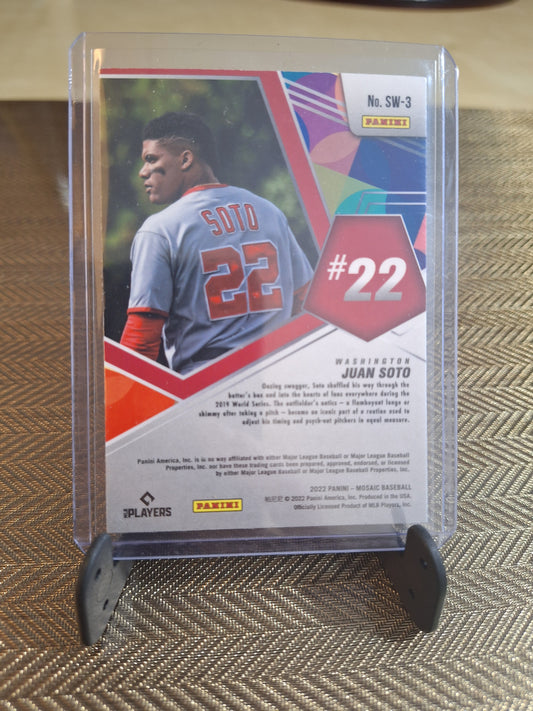 No. SW-3
PANINI
SOTO
22
#22
WASHINGTON
JUAN SOTO
Oozing swagger, Soto shuffled his way through the
batter's box and into the hearts of fans everywhere during the
2019 World Series. The outfielder's antics – a flamboyant lunge or
shimmy after taking a pitch – became an iconic part of a routine used to
adjust his timing and psych-out pitchers in equal measure.
Panini America, Inc. is in no way affiliated with either Major League Baseball or Major League Baseball
Properties, Inc. nor have these trading cards been prepared, approved, endorsed, or licensed
by either Major League Baseball or Major League Baseball Properties, Inc.
2022 PANINI – MOSAIC BASEBALL
© 2022 Panini America, Inc. Produced in the USA.
Officially Licensed Product of MLB Players, Inc.
MLB PLAYERS
PANINI